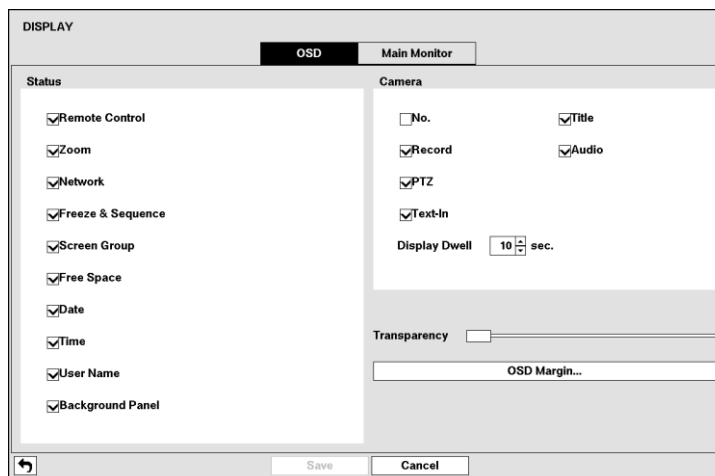 DISPLAY
OSD
Main Monitor
Status
Remote Control
Zoom
Network
Freeze & Sequence
Screen Group
Free Space
Date
Time
User Name
Background Panel
Camera
No.
Title
Record
Audio
PTZ
Text-In
Display Dwell 10 sec.
Transparency
OSD Margin...
Save
Cancel